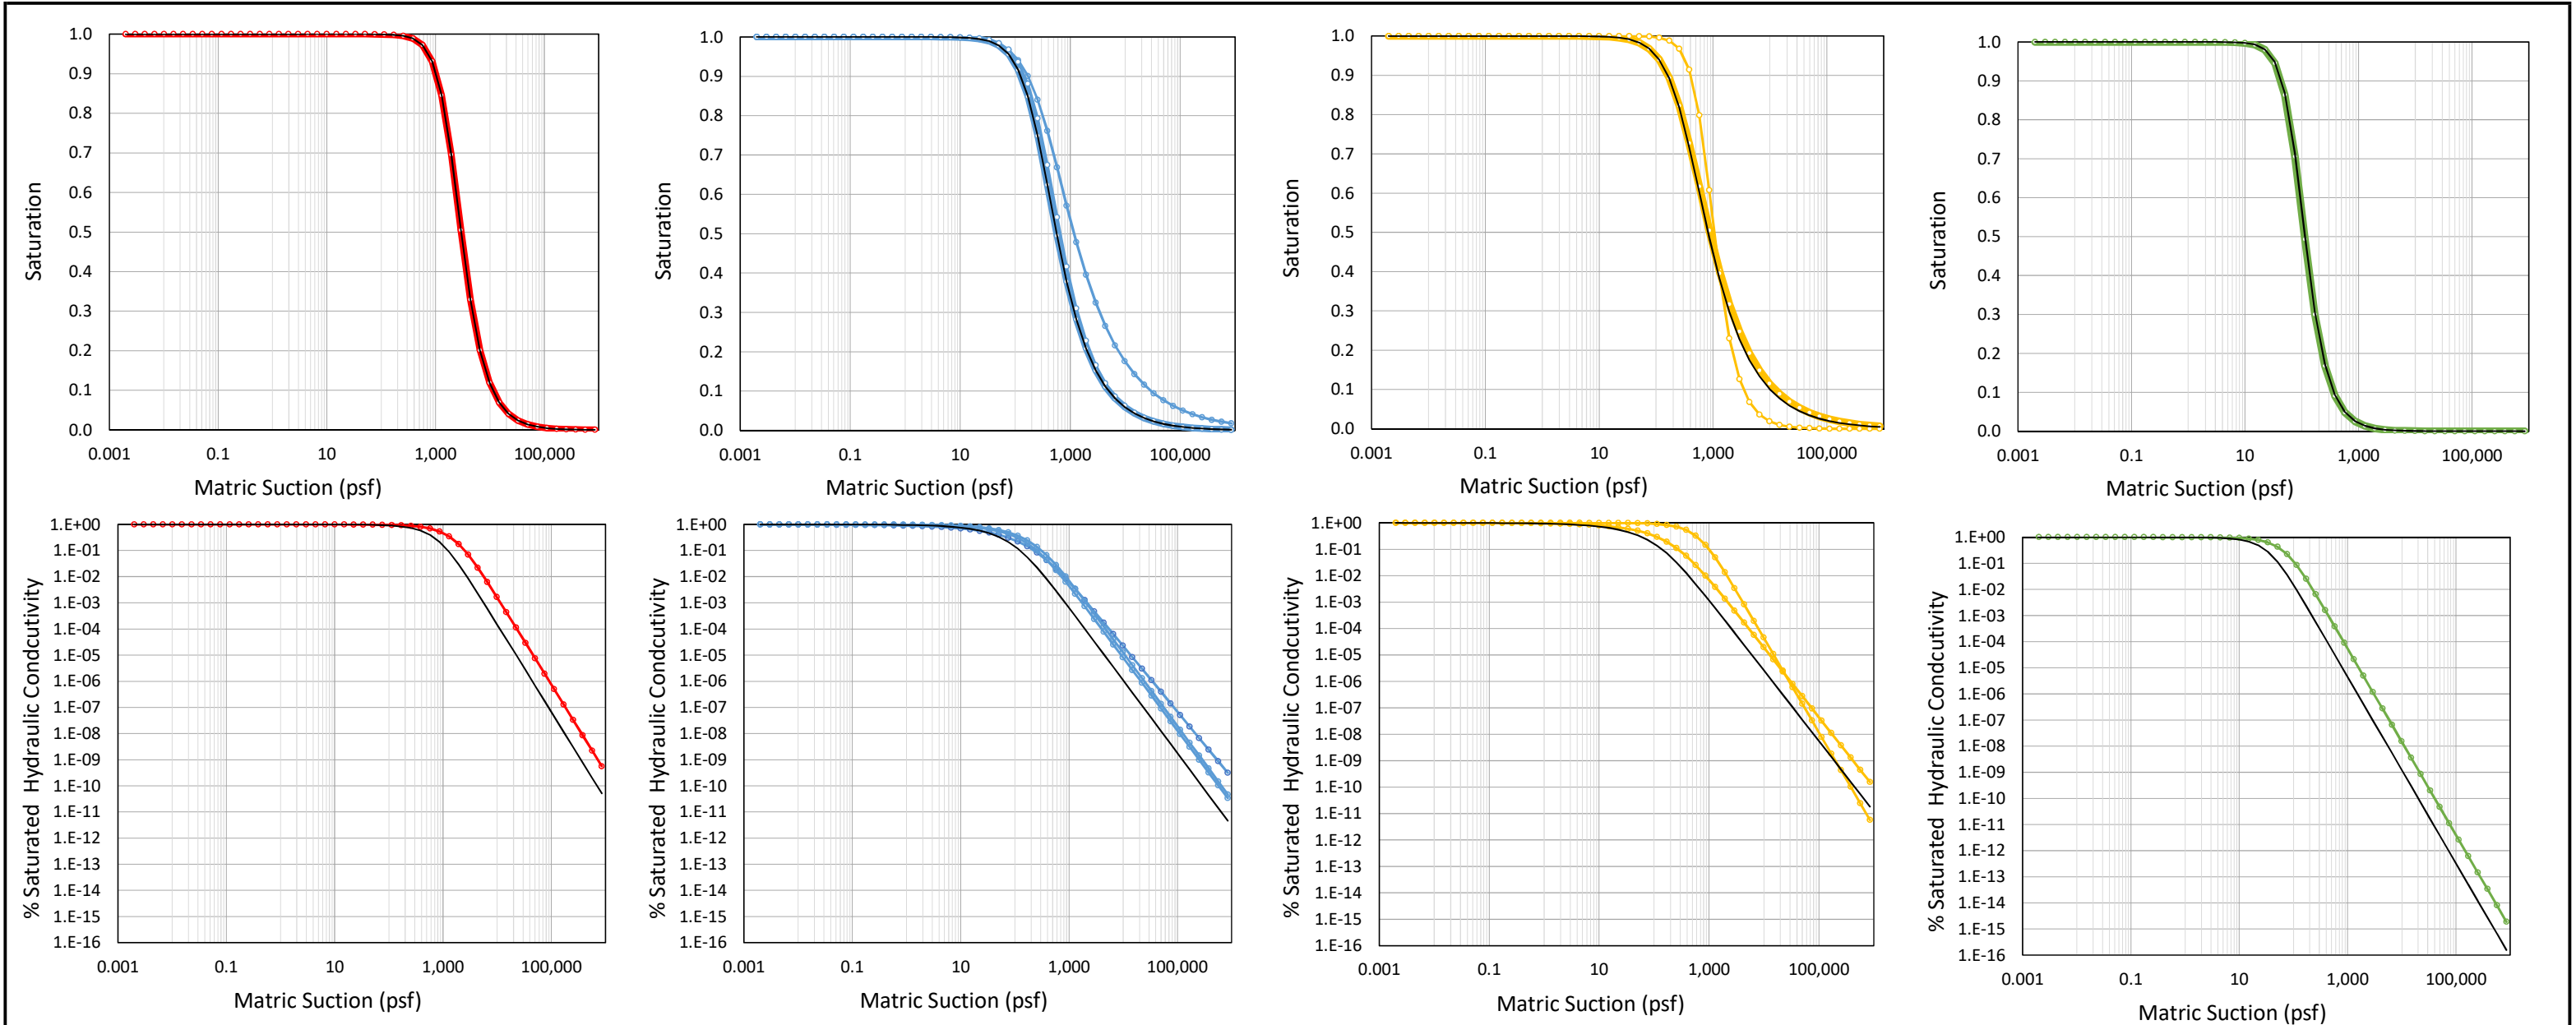 1.0
0.9
0.8
0.7
0.6
0.5
0.4
0.3
0.2
0.1
0.0
Saturation
0.001 0.1 10 1,000 100,000
Matric Suction (psf)
1.0
0.9
0.8
0.7
0.6
0.5
0.4
0.3
0.2
0.1
0.0
Saturation
0.001 0.1 10 1,000 100,000
Matric Suction (psf)
1.0
0.9
0.8
0.7
0.6
0.5
0.4
0.3
0.2
0.1
0.0
Saturation
0.001 0.1 10 1,000 100,000
Matric Suction (psf)
1.0
0.9
0.8
0.7
0.6
0.5
0.4
0.3
0.2
0.1
0.0
Saturation
0.001 0.1 10 1,000 100,000
Matric Suction (psf)
1.E+00
1.E-01
1.E-02
1.E-03
1.E-04
1.E-05
1.E-06
1.E-07
1.E-08
1.E-09
1.E-10
1.E-11
1.E-12
1.E-13
1.E-14
1.E-15
1.E-16
% Saturated Hydraulic Condcutivity
0.001 0.1 10 1,000 100,000
Matric Suction (psf)
1.E+00
1.E-01
1.E-02
1.E-03
1.E-04
1.E-05
1.E-06
1.E-07
1.E-08
1.E-09
1.E-10
1.E-11
1.E-12
1.E-13
1.E-14
1.E-15
1.E-16
% Saturated Hydraulic Condcutivity
0.001 0.1 10 1,000 100,000
Matric Suction (psf)
1.E+00
1.E-01
1.E-02
1.E-03
1.E-04
1.E-05
1.E-06
1.E-07
1.E-08
1.E-09
1.E-10
1.E-11
1.E-12
1.E-13
1.E-14
1.E-15
1.E-16
% Saturated Hydraulic Condcutivity
0.001 0.1 10 1,000 100,000
Matric Suction (psf)
1.E+00
1.E-01
1.E-02
1.E-03
1.E-04
1.E-05
1.E-06
1.E-07
1.E-08
1.E-09
1.E-10
1.E-11
1.E-12
1.E-13
1.E-14
1.E-15
1.E-16
% Saturated Hydraulic Condcutivity
0.001 0.1 10 1,000 100,000
Matric Suction (psf)